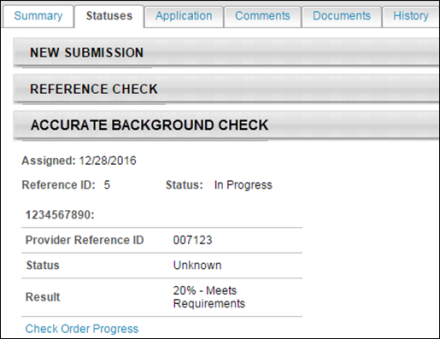 Summary Statuses Application Comments Documents History
NEW SUBMISSION
REFERENCE CHECK
ACCURATE BACKGROUND CHECK
Assigned: 12/28/2016
Reference ID: 5 Status: In Progress
1234567890:
Provider Reference ID 007123
Status Unknown
Result 20% - Meets
Requirements
Check Order Progress